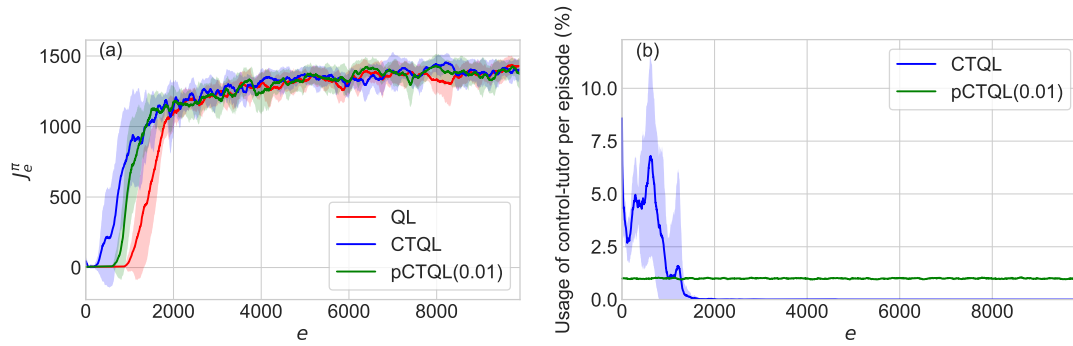 (a)
1500
1000
500
0
J_e^π
0
2000
4000
6000
8000
e
QL
CTQL
pCTQL(0.01)
(b)
Usage of control-tutor per episode (%)
10.0
7.5
5.0
2.5
0.0
0
2000
4000
6000
8000
e
CTQL
pCTQL(0.01)